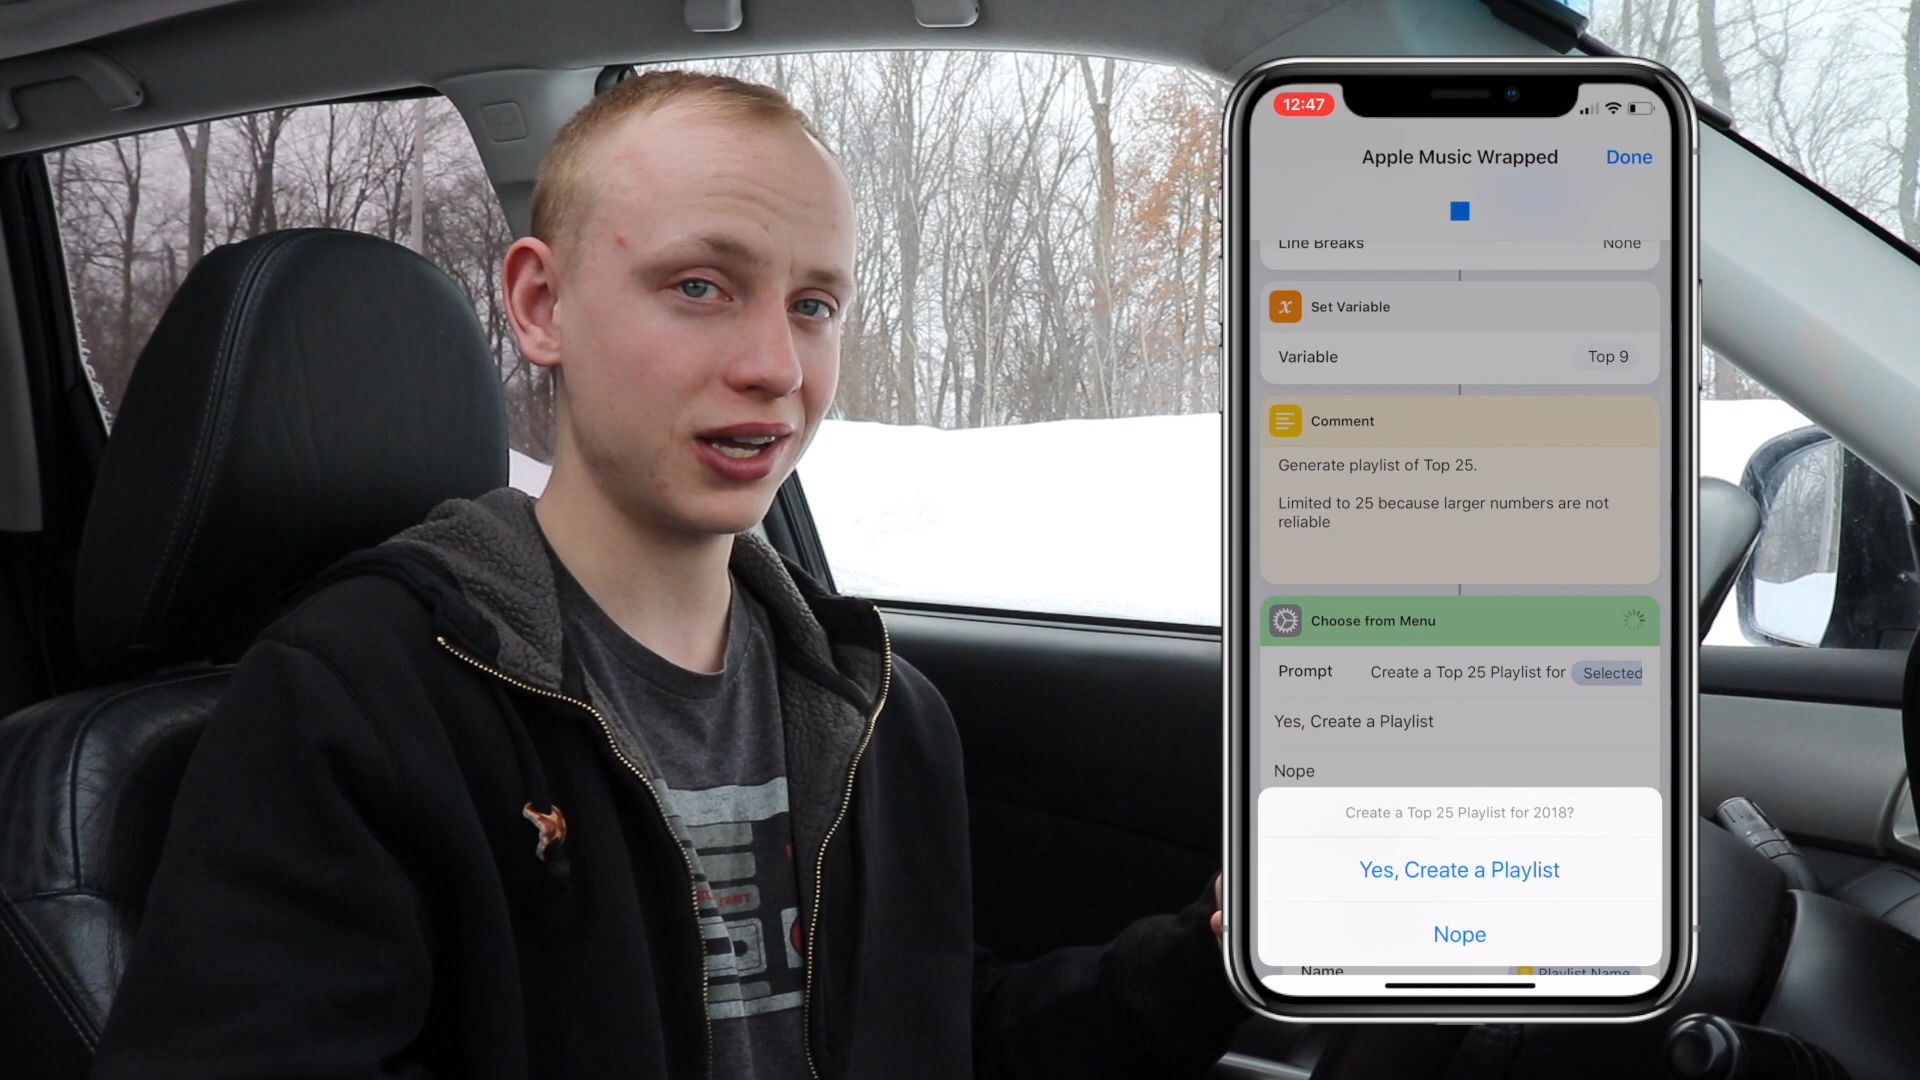 12:47
Apple Music Wrapped
Done
Line Breaks
None
x
Set Variable
Variable
Top 9
Comment
Generate playlist of Top 25.
Limited to 25 because larger numbers are not
reliable
Choose from Menu
Prompt
Create a Top 25 Playlist for
Selected
Yes, Create a Playlist
Nope
Create a Top 25 Playlist for 2018?
Yes, Create a Playlist
Nope
Name
Playlist Name